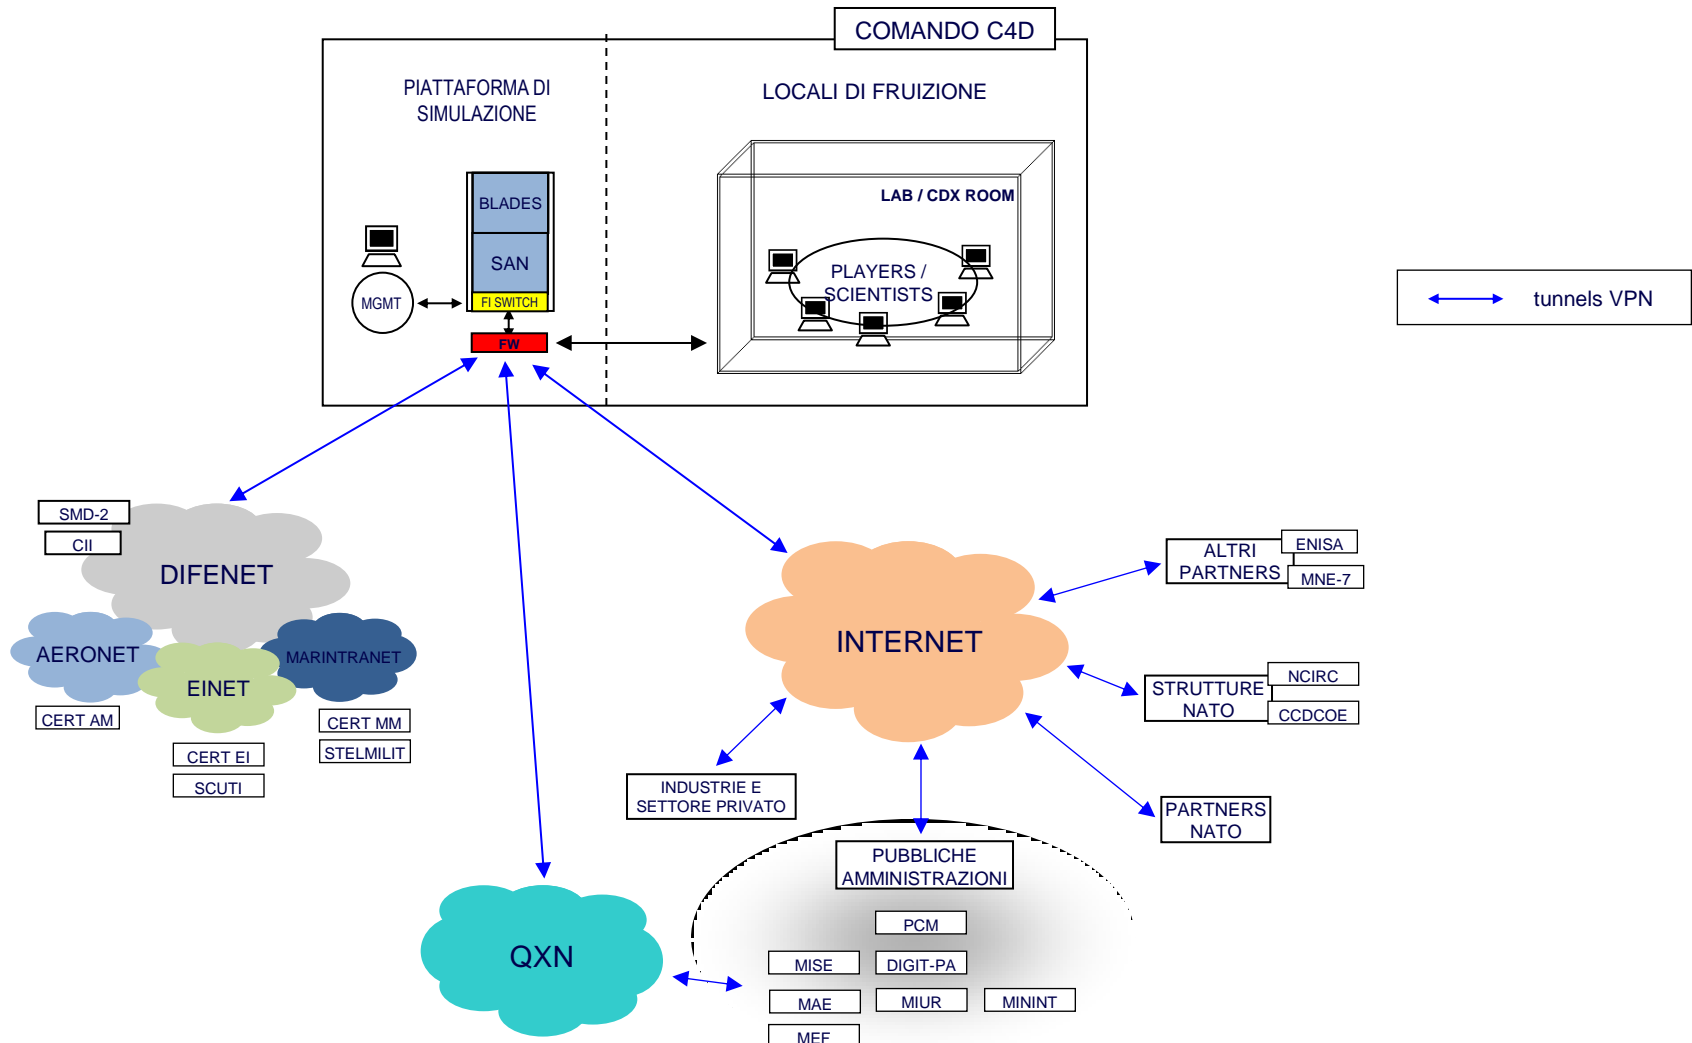 COMANDO C4D
PIATTAFORMA DI
SIMULAZIONE
LOCALI DI FRUIZIONE
BLADES
SAN
FI SWITCH
FW
MGMT
LAB / CDX ROOM
PLAYERS /
SCIENTISTS
tunnels VPN
SMD-2
CII
DIFENET
AERONET
EINET
MARINTRANET
CERT AM
CERT EI
SCUTI
CERT MM
STELMILIT
INTERNET
ALTRI
PARTNERS
ENISA
MNE-7
STRUTTURE
NATO
NCIRC
CCDCOE
PARTNERS
NATO
INDUSTRIE E
SETTORE PRIVATO
PUBBLICHE
AMMINISTRAZIONI
QXN
PCM
MISE
DIGIT-PA
MAE
MIUR
MININT
MEF